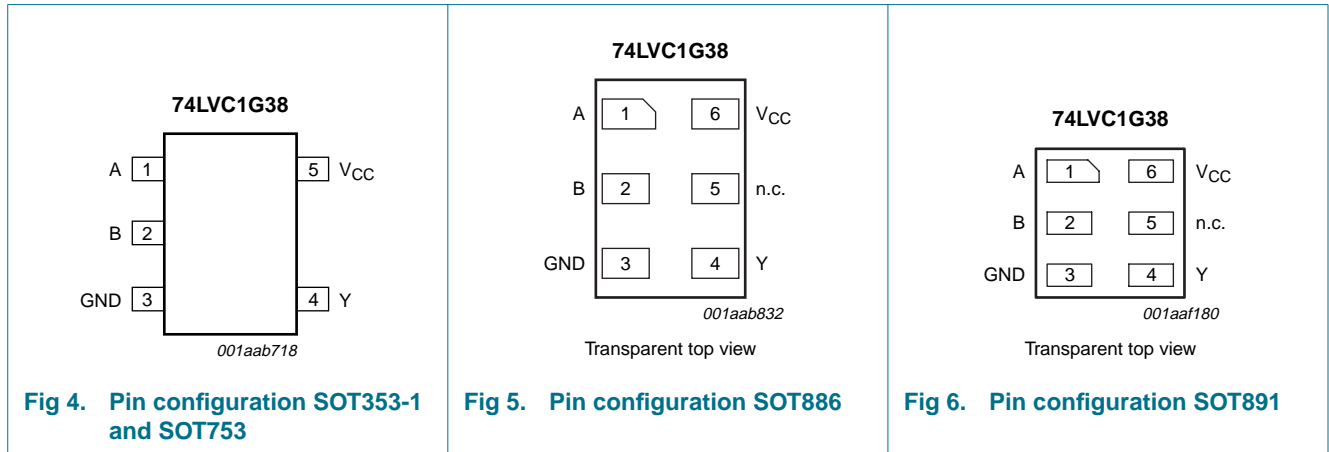 74LVC1G38
A 1
5 VCC
B 2
GND 3
4 Y
001aab718
Fig 4. Pin configuration SOT353-1
and SOT753
74LVC1G38
A 1 6 VCC
B 2 5 n.c.
GND 3 4 Y
001aab832
Transparent top view
Fig 5. Pin configuration SOT886
74LVC1G38
A 1 6 VCC
B 2 5 n.c.
GND 3 4 Y
001aaf180
Transparent top view
Fig 6. Pin configuration SOT891